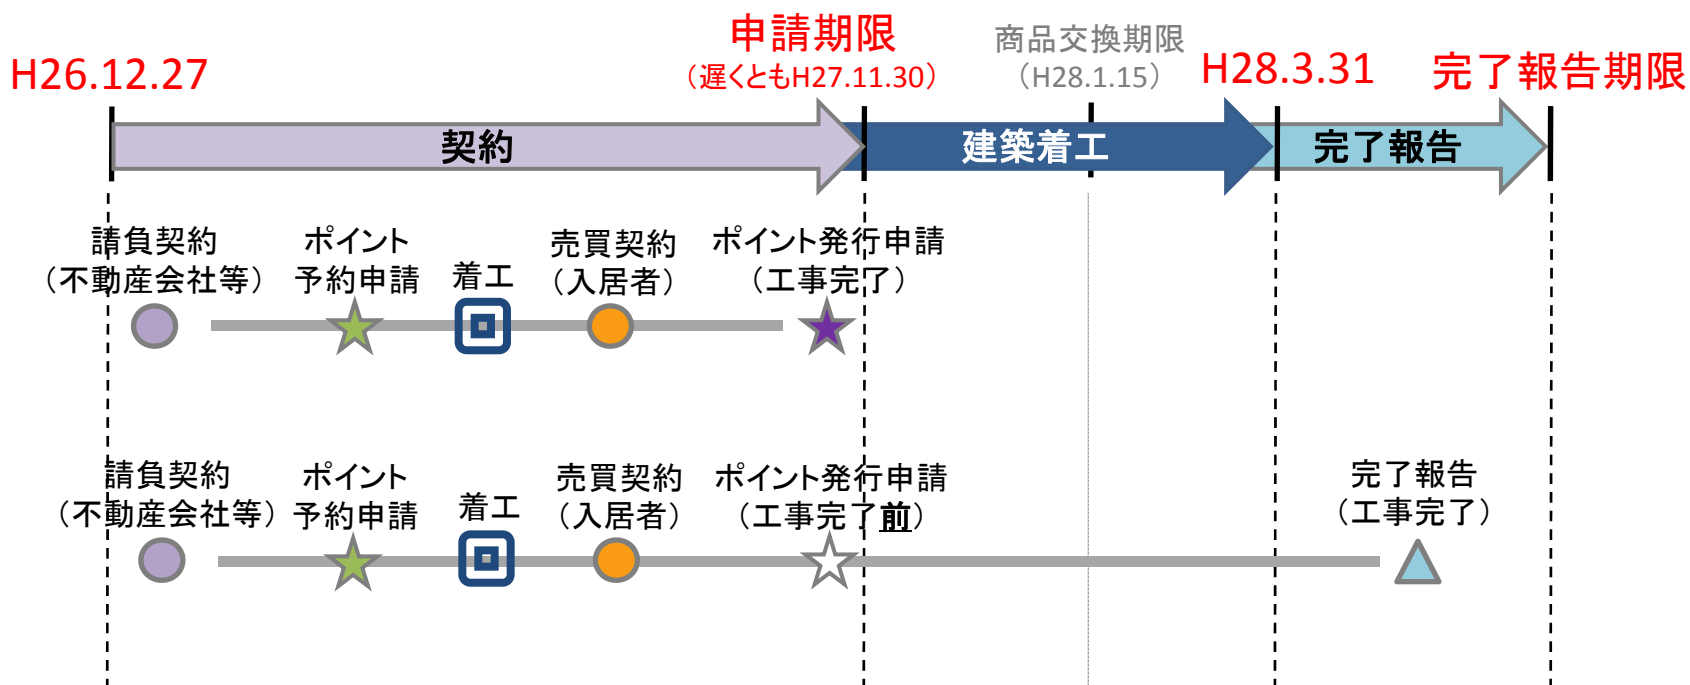 H26.12.27
申請期限
（遅くともH27.11.30）
商品交換期限
（H28.1.15）
H28.3.31
完了報告期限
契約
建築着工
完了報告
請負契約
（不動産会社等）
ポイント
予約申請
着工
売買契約
（入居者）
ポイント発行申請
（工事完了）
請負契約
（不動産会社等）
ポイント
予約申請
着工
売買契約
（入居者）
ポイント発行申請
（工事完了前）
完了報告
（工事完了）